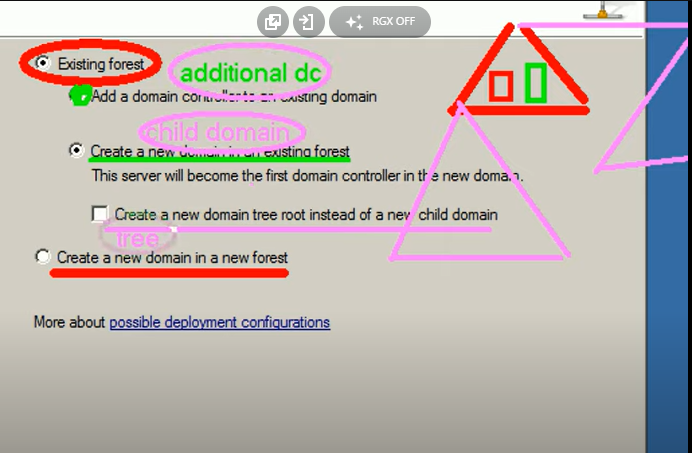 RGX OFF
Existing forest
additional dc
Add a domain controller to an existing domain
child domain
Create a new domain in an existing forest
This server will become the first domain controller in the new domain.
Create a new domain tree root instead of a new child domain
tree
Create a new domain in a new forest
More about possible deployment configurations